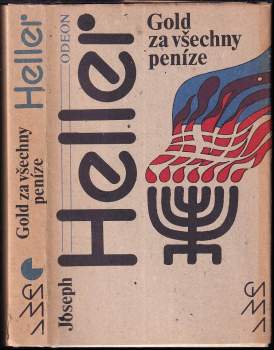 Heller
Gold za všechny
peníze
Joseph
Heller
ODEON
Gold
za všechny
peníze